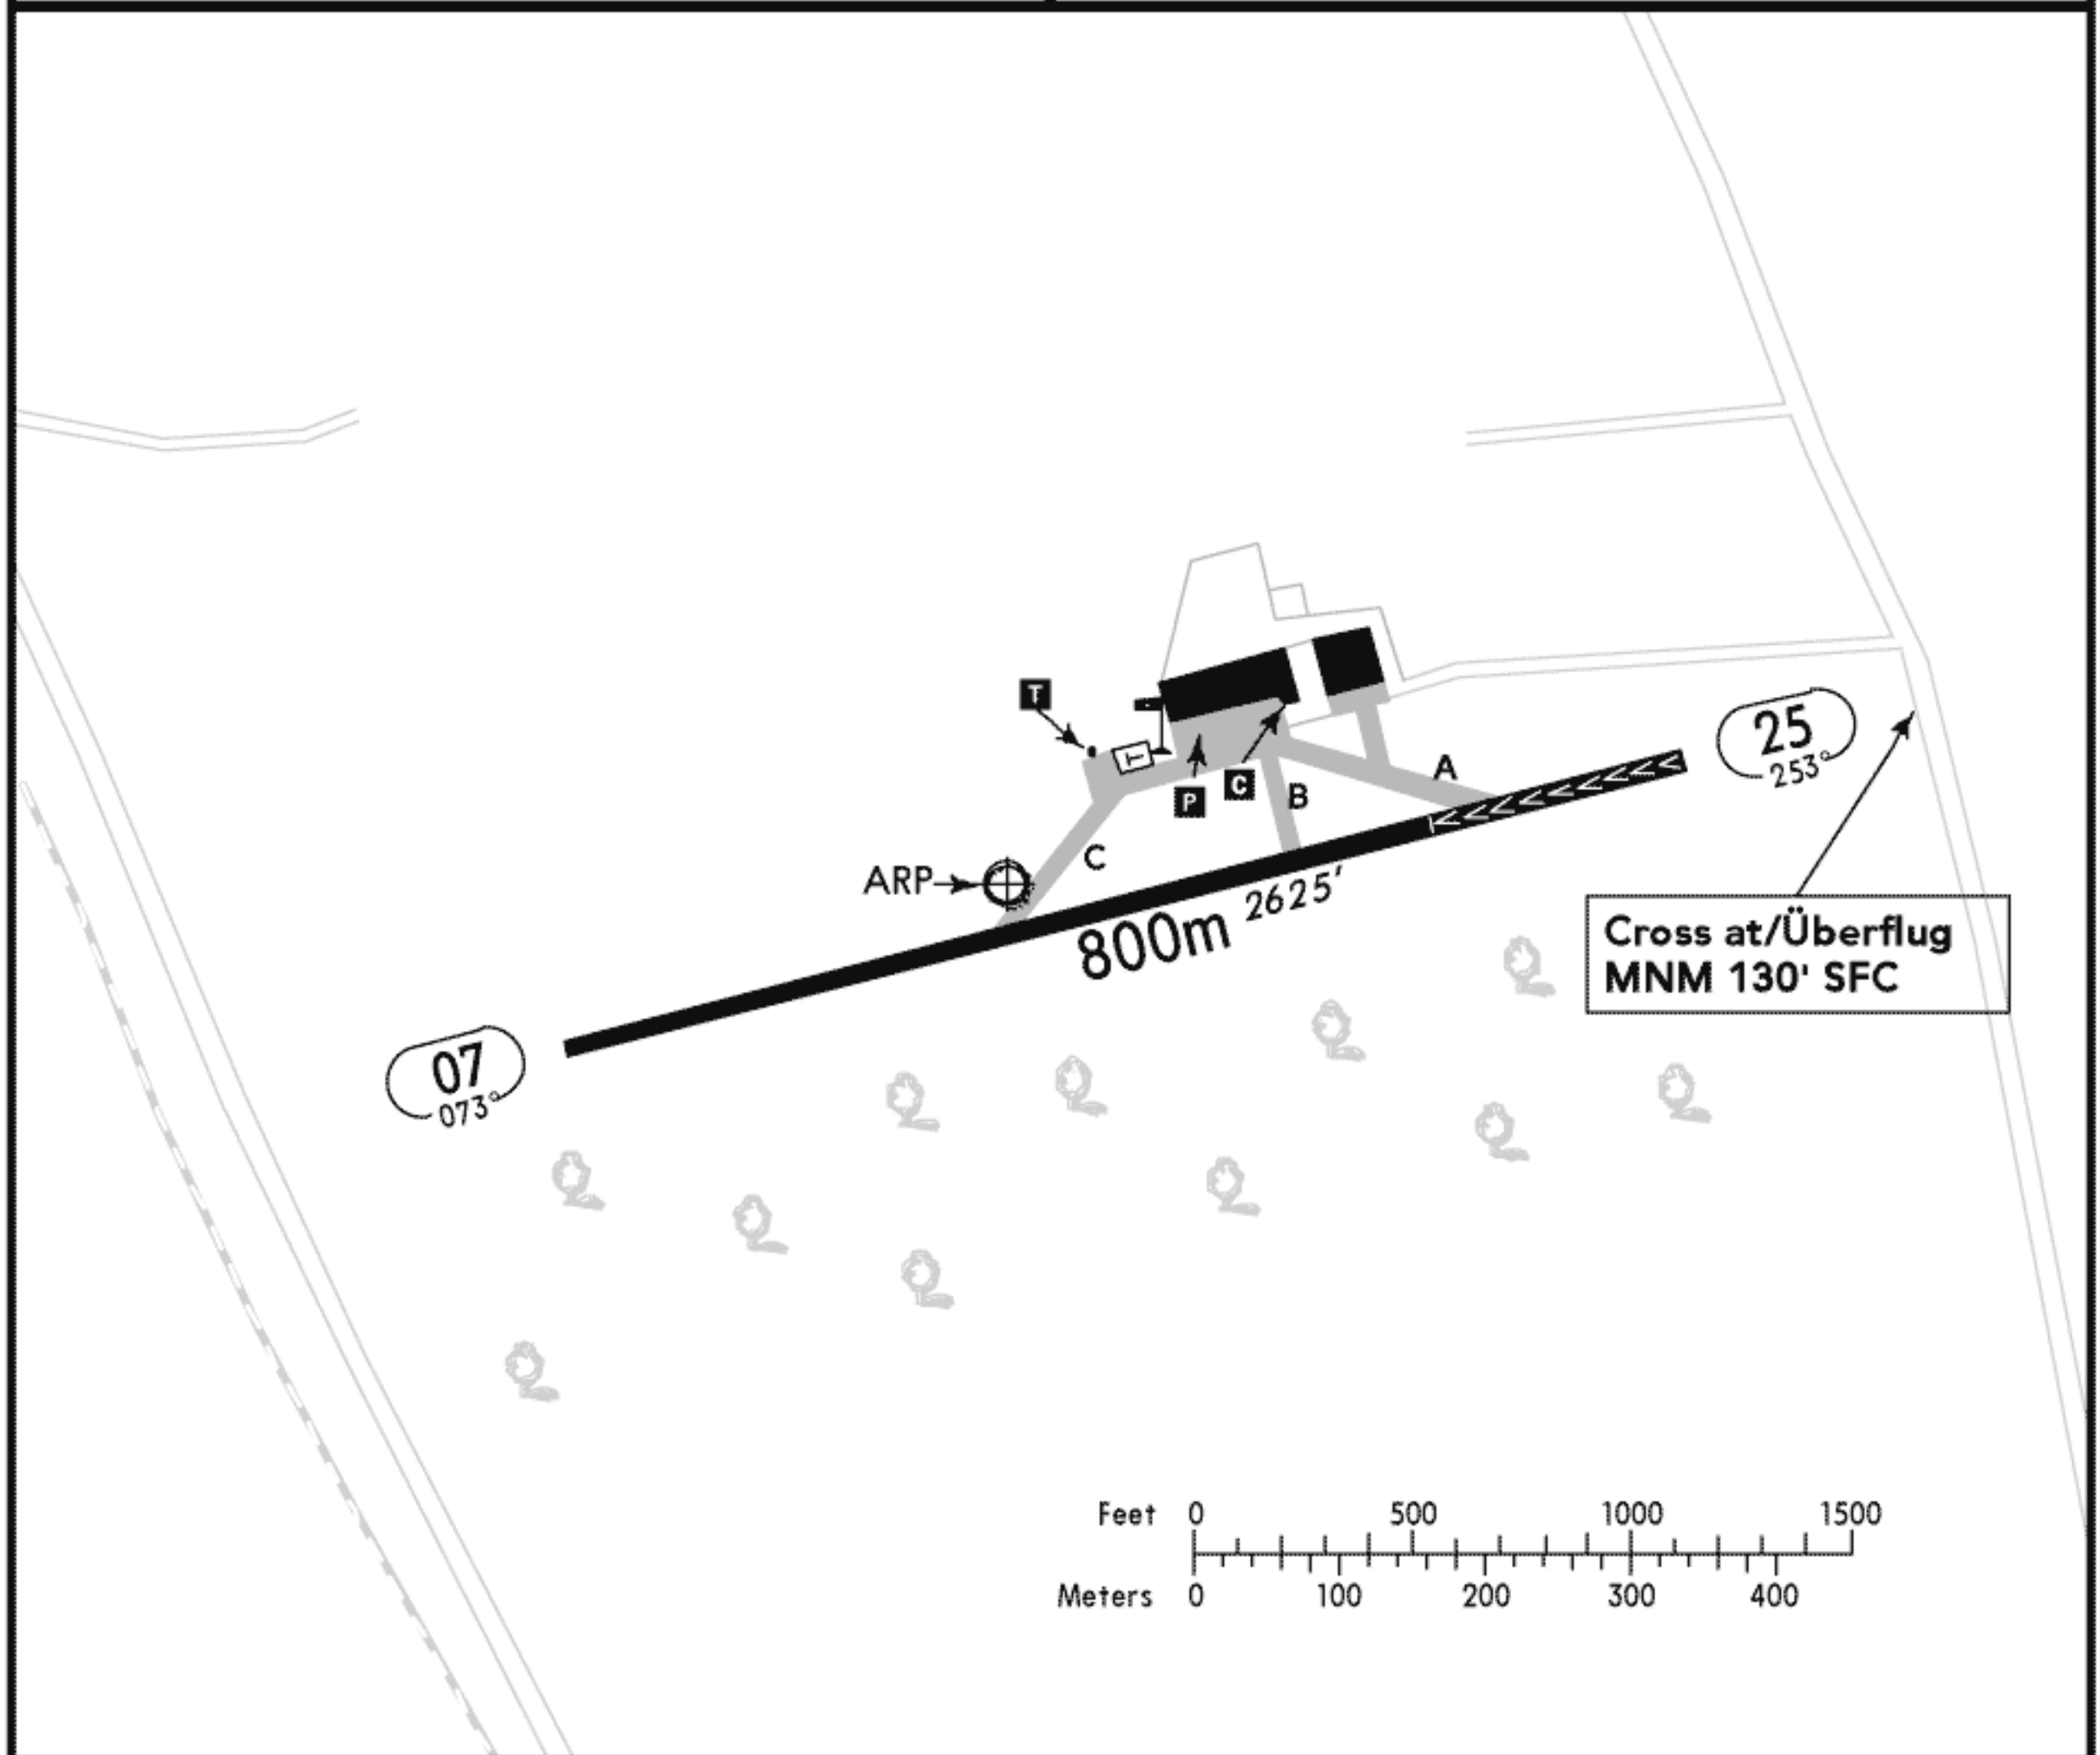 T
25
253°
A
P
C
B
C
ARP
2625'
800m
Cross at/Überflug
MNM 130' SFC
07
073°
Feet 0 500 1000 1500
Meters 0 100 200 300 400